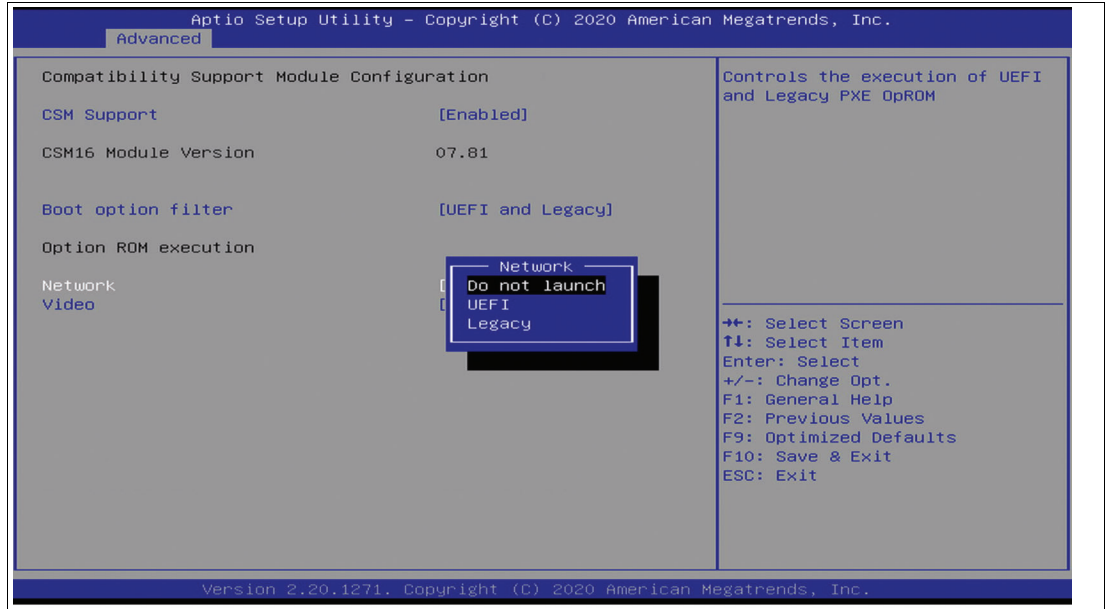 Aptio Setup Utility – Copyright (C) 2020 American Megatrends, Inc.
Advanced
Compatibility Support Module Configuration
CSM Support [Enabled]
CSM16 Module Version 07.81
Boot option filter [UEFI and Legacy]
Option ROM execution
Network [
Video [
Network
Do not launch
UEFI
Legacy
Controls the execution of UEFI
and Legacy PXE OpROM
→←: Select Screen
↑↓: Select Item
Enter: Select
+/-: Change Opt.
F1: General Help
F2: Previous Values
F9: Optimized Defaults
F10: Save & Exit
ESC: Exit
Version 2.20.1271. Copyright (C) 2020 American Megatrends, Inc.